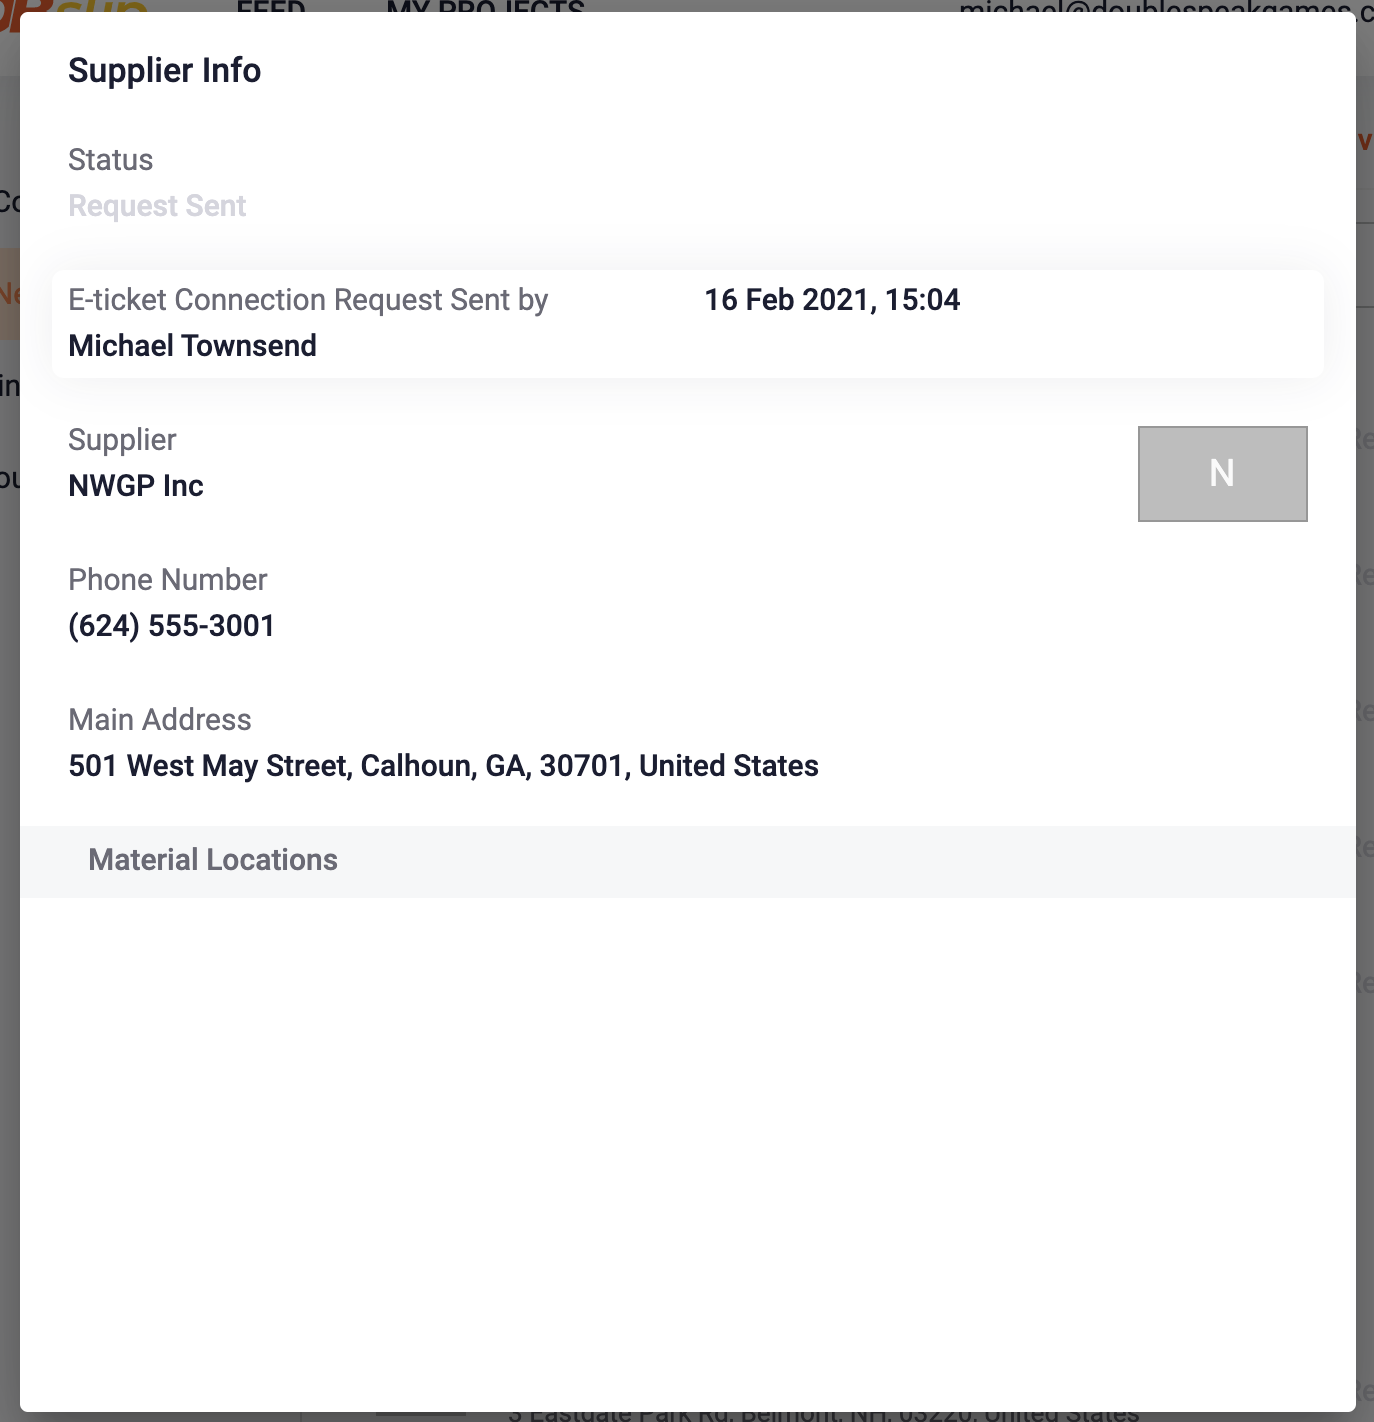 FEED MY PROJECTS michael@doublespeakgames.c
Supplier Info
Status
Request Sent
E-ticket Connection Request Sent by 16 Feb 2021, 15:04
Michael Townsend
Supplier
NWGP Inc
N
Phone Number
(624) 555-3001
Main Address
501 West May Street, Calhoun, GA, 30701, United States
Material Locations
3 Eastgate Park Rd, Belmont, NH, 03220, United States